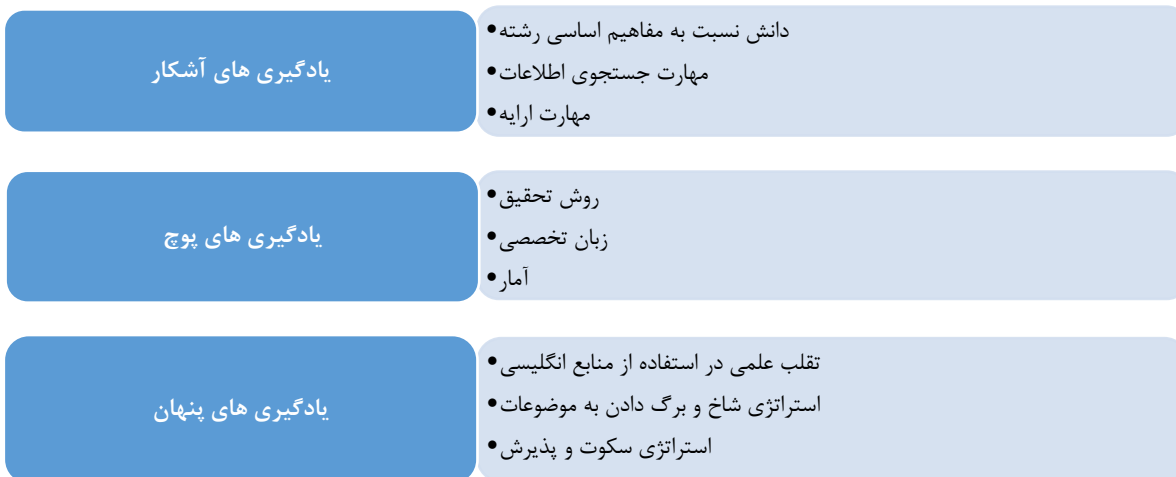 یادگیری های آشکار
•دانش نسبت به مفاهیم اساسی رشته
•مهارت جستجوی اطلاعات
•مهارت ارایه
یادگیری های پوچ
•روش تحقیق
•زبان تخصصی
•آمار
یادگیری های پنهان
•تقلب علمی در استفاده از منابع انگلیسی
•استراتژی شاخ و برگ دادن به موضوعات
•استراتژی سکوت و پذیرش